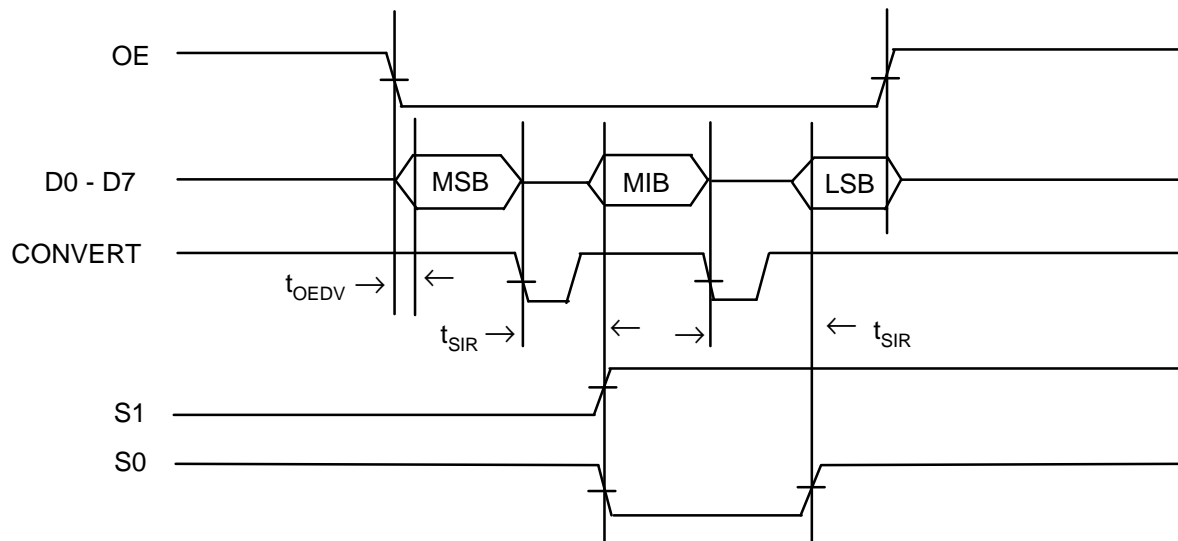 OE
D0 - D7
MSB
MIB
LSB
CONVERT
tOEDV
tSIR
tSIR
S1
S0